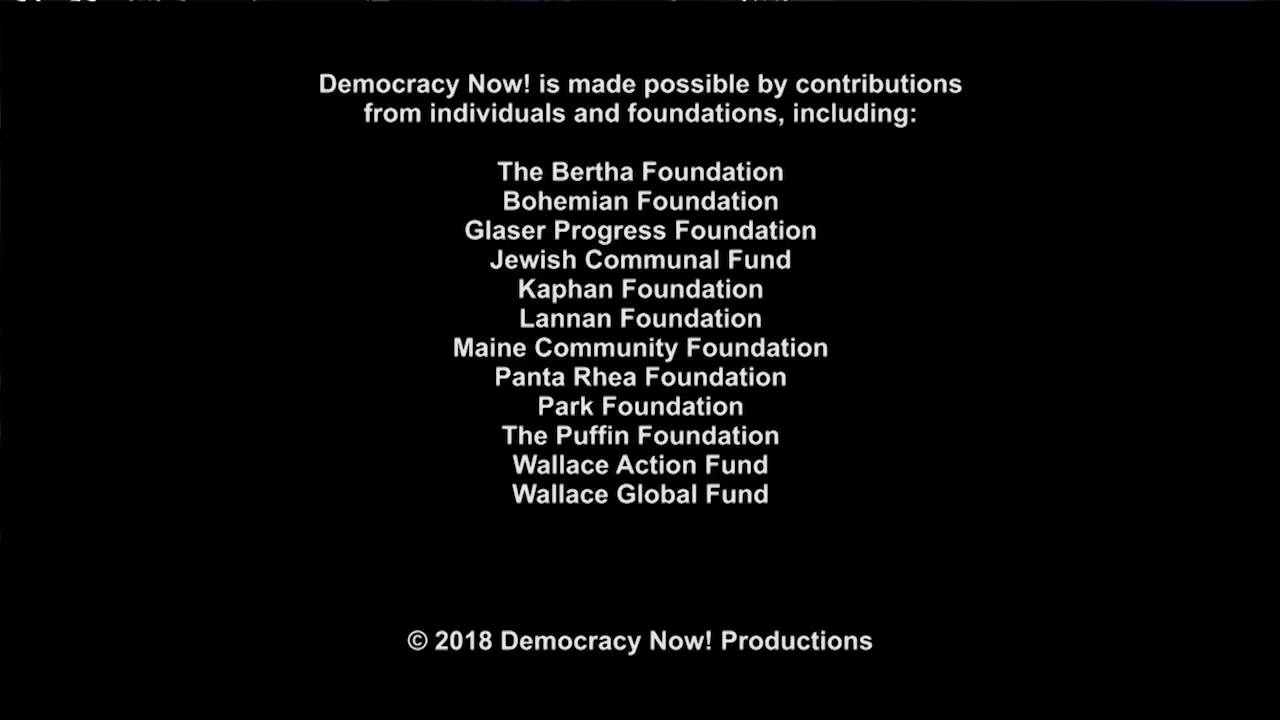 Democracy Now! is made possible by contributions
from individuals and foundations, including:
The Bertha Foundation
Bohemian Foundation
Glaser Progress Foundation
Jewish Communal Fund
Kaphan Foundation
Lannan Foundation
Maine Community Foundation
Panta Rhea Foundation
Park Foundation
The Puffin Foundation
Wallace Action Fund
Wallace Global Fund
© 2018 Democracy Now! Productions